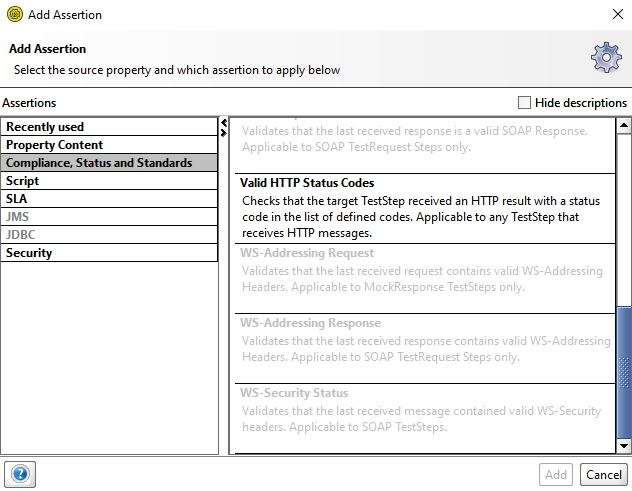 Add Assertion
Add Assertion
Select the source property and which assertion to apply below
Assertions
Hide descriptions
Recently used
Property Content
Compliance, Status and Standards
Script
SLA
JMS
JDBC
Security
Validates that the last received response is a valid SOAP Response.
Applicable to SOAP TestRequest Steps only.
Valid HTTP Status Codes
Checks that the target TestStep received an HTTP result with a status
code in the list of defined codes. Applicable to any TestStep that
receives HTTP messages.
WS-Addressing Request
Validates that the last received request contains valid WS-Addressing
Headers. Applicable to MockResponse TestSteps only.
WS-Addressing Response
Validates that the last received response contains valid WS-Addressing
Headers. Applicable to SOAP TestRequest Steps only.
WS-Security Status
Validates that the last received message contained valid WS-Security
headers. Applicable to SOAP TestSteps.
?
Add
Cancel